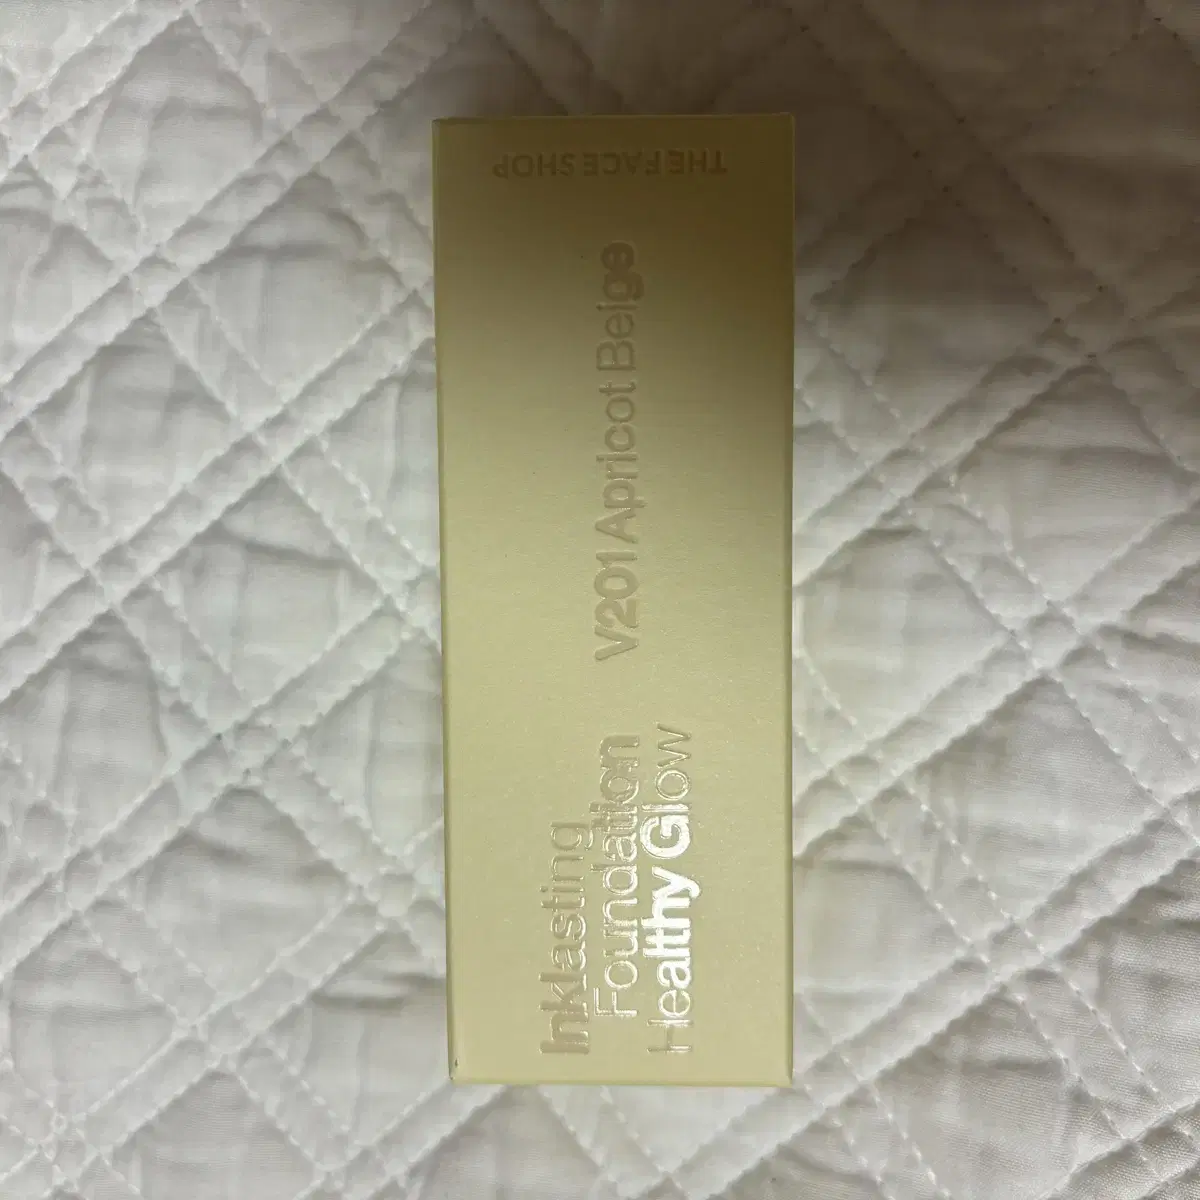 THE FACE SHOP
Inklasting
Foundation V201 Apricot Beige
Healthy Glow